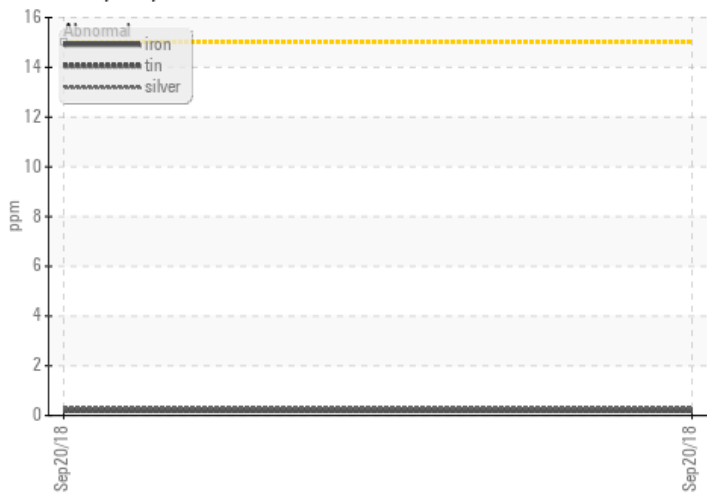 16
Abnormal
iron
14
tin
silver
12
10
ppm
8
6
4
2
0
Sep20/18
Sep20/18